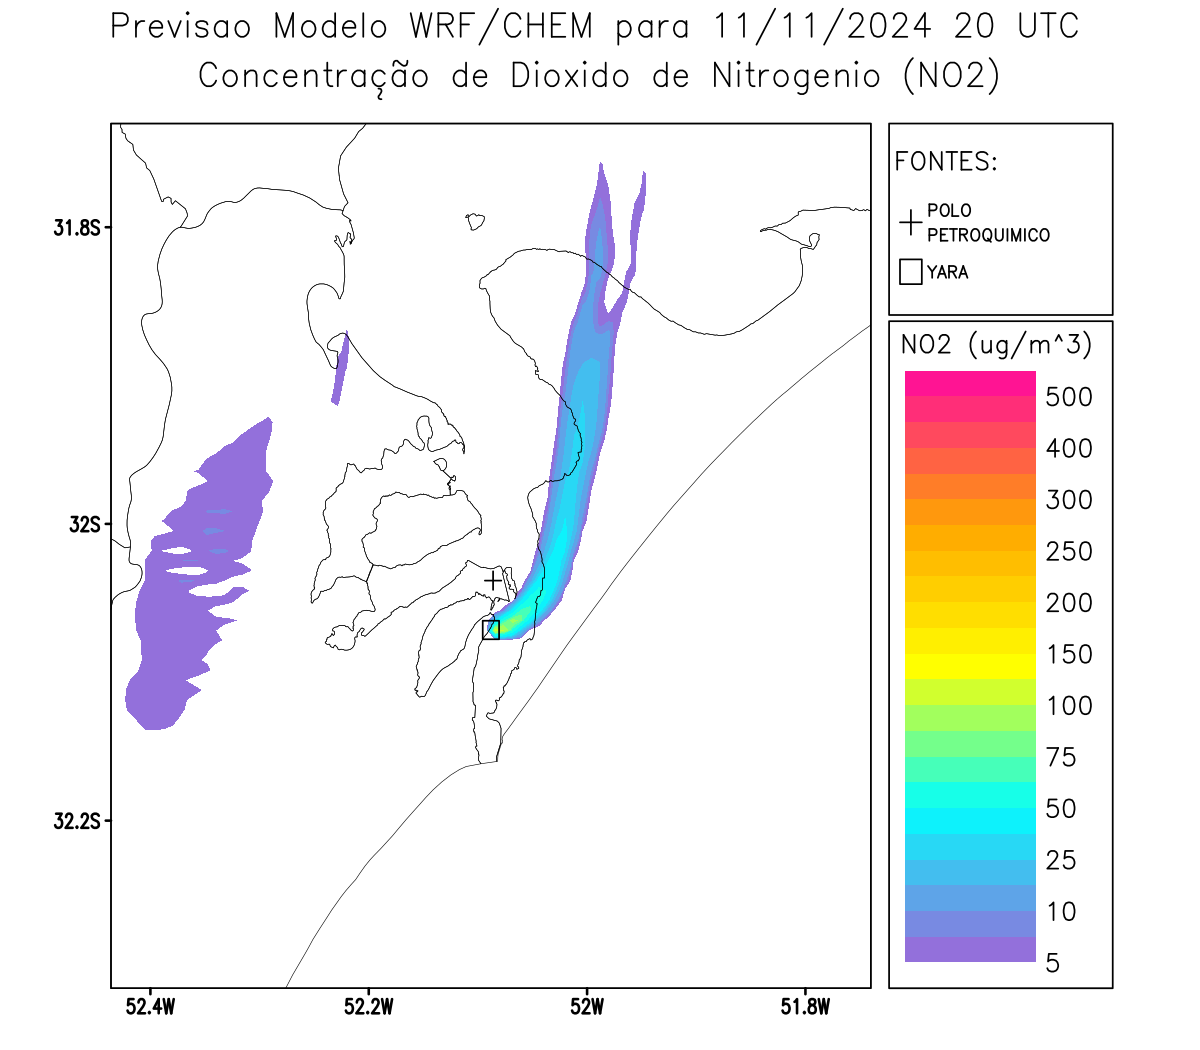 Previsao Modelo WRF/CHEM para 11/11/2024 20 UTC
Concentração de Dioxido de Nitrogenio (NO2)
FONTES:
POLO
PETROQUIMICO
YARA
NO2 (ug/m^3)
500
400
300
250
200
150
100
75
50
25
10
5
31.8S
32S
32.2S
52.4W
52.2W
52W
51.8W